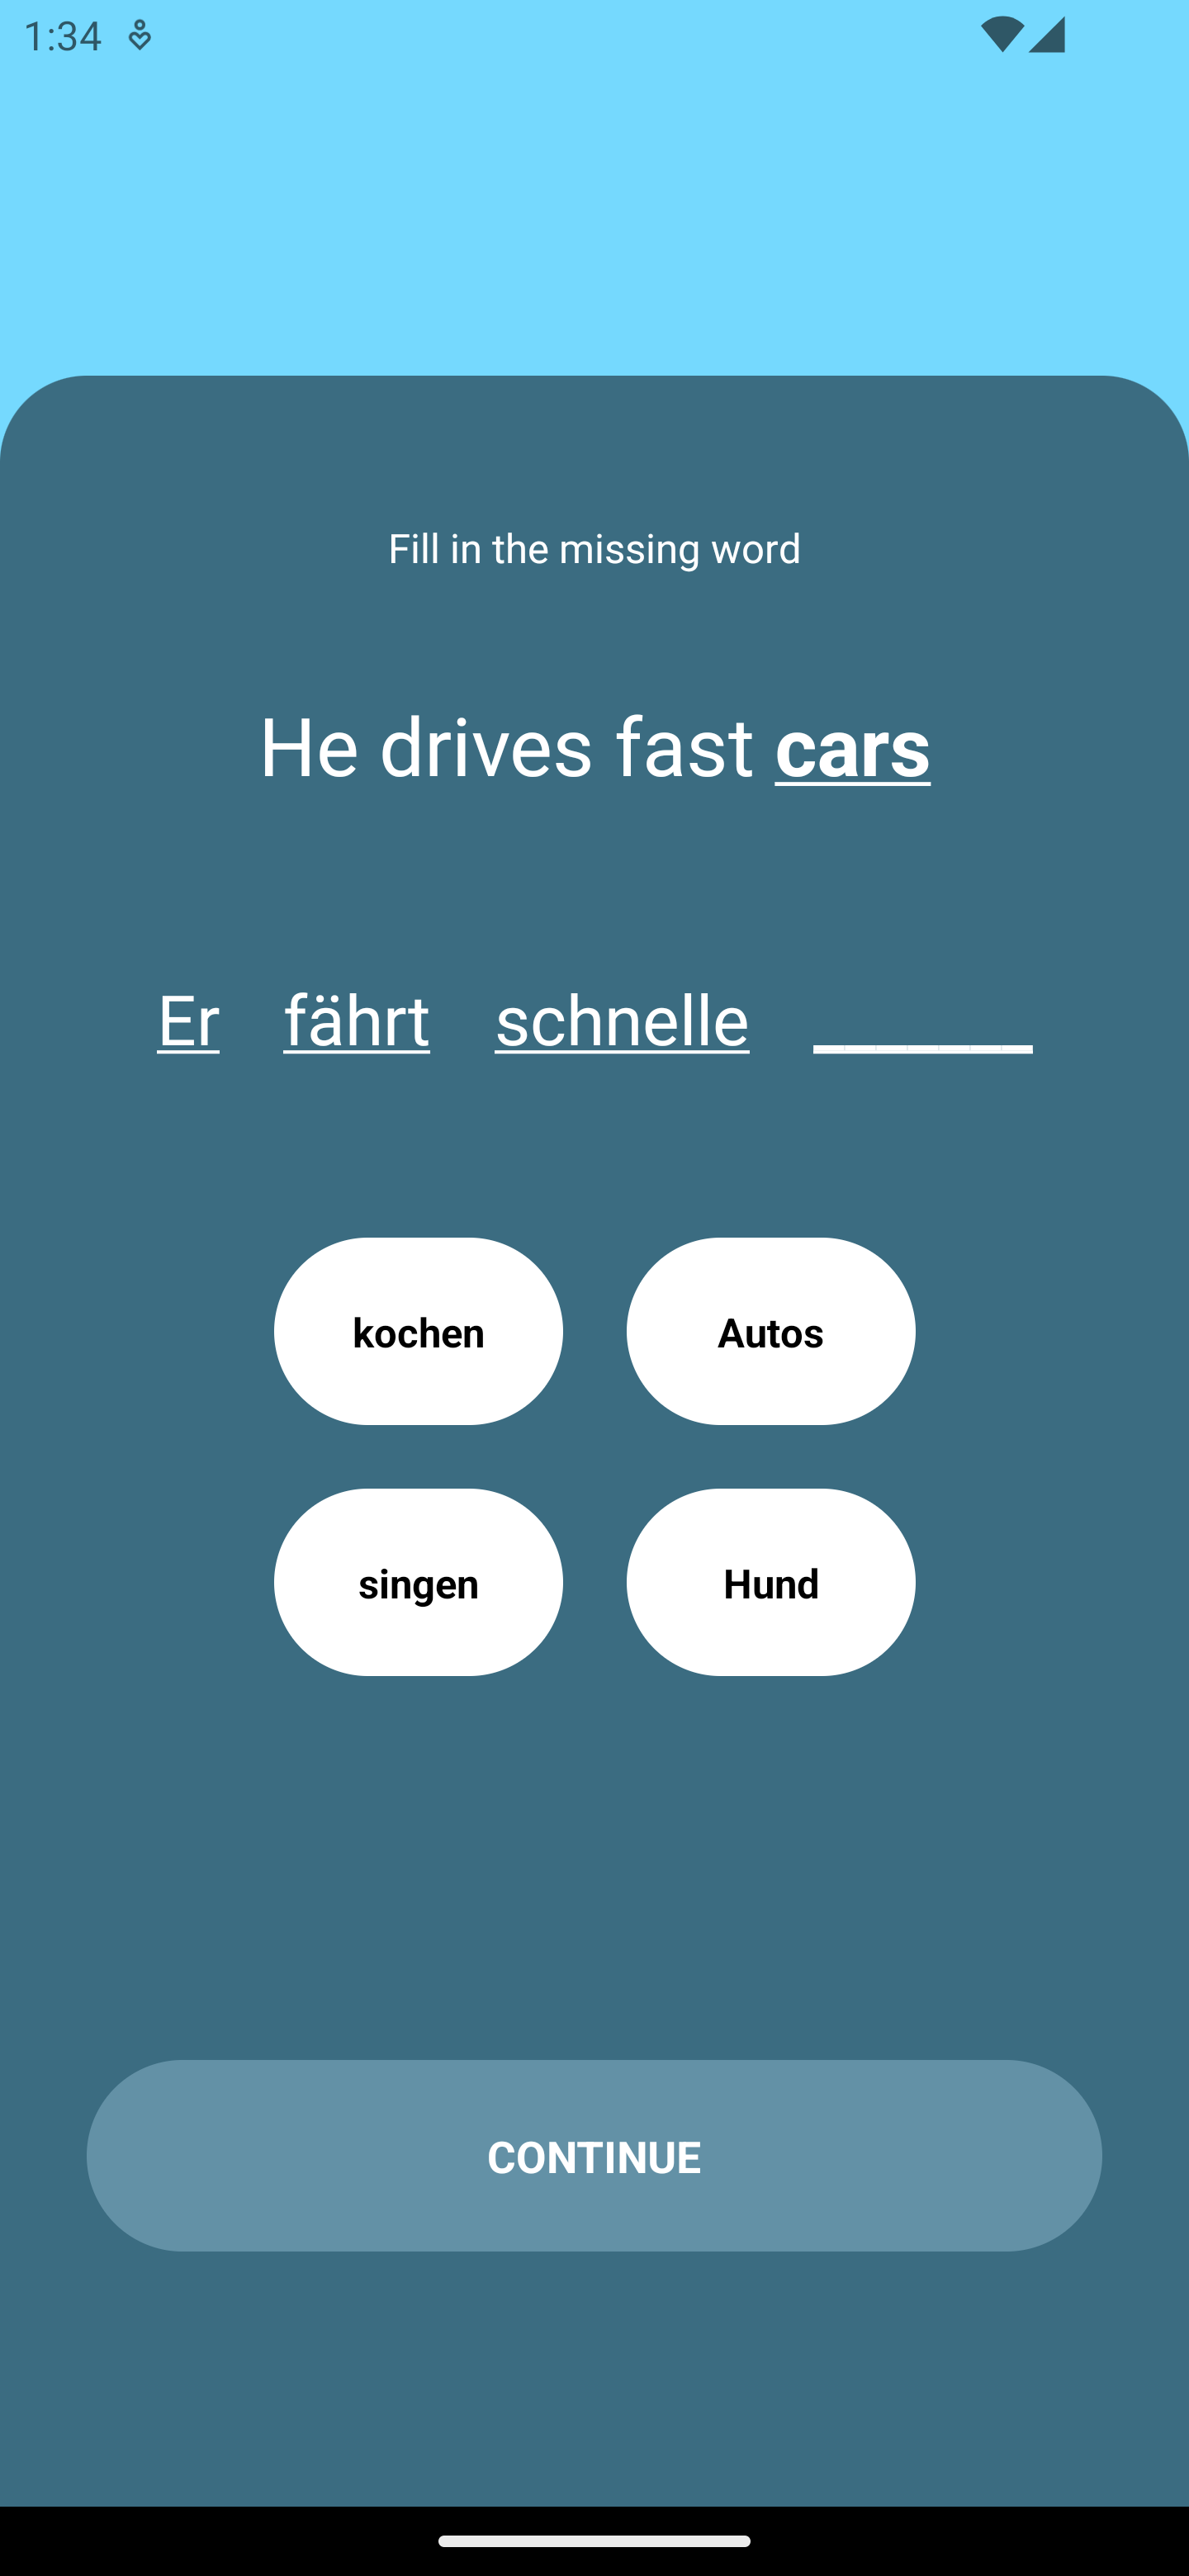 1:34
Fill in the missing word
He drives fast cars
Er fährt schnelle _______
kochen Autos
singen Hund
CONTINUE